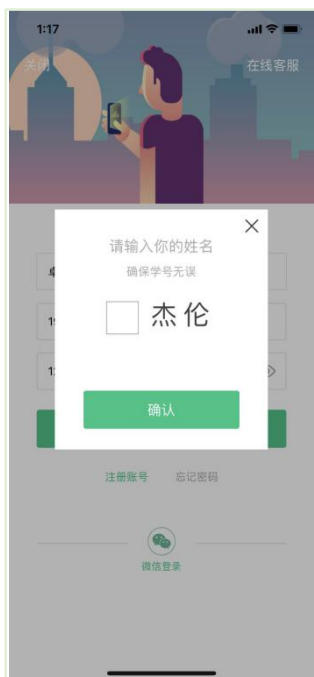 1:17
关闭
在线客服
请输入你的姓名
确保学号无误
杰伦
确认
注册账号 忘记密码
微信登录